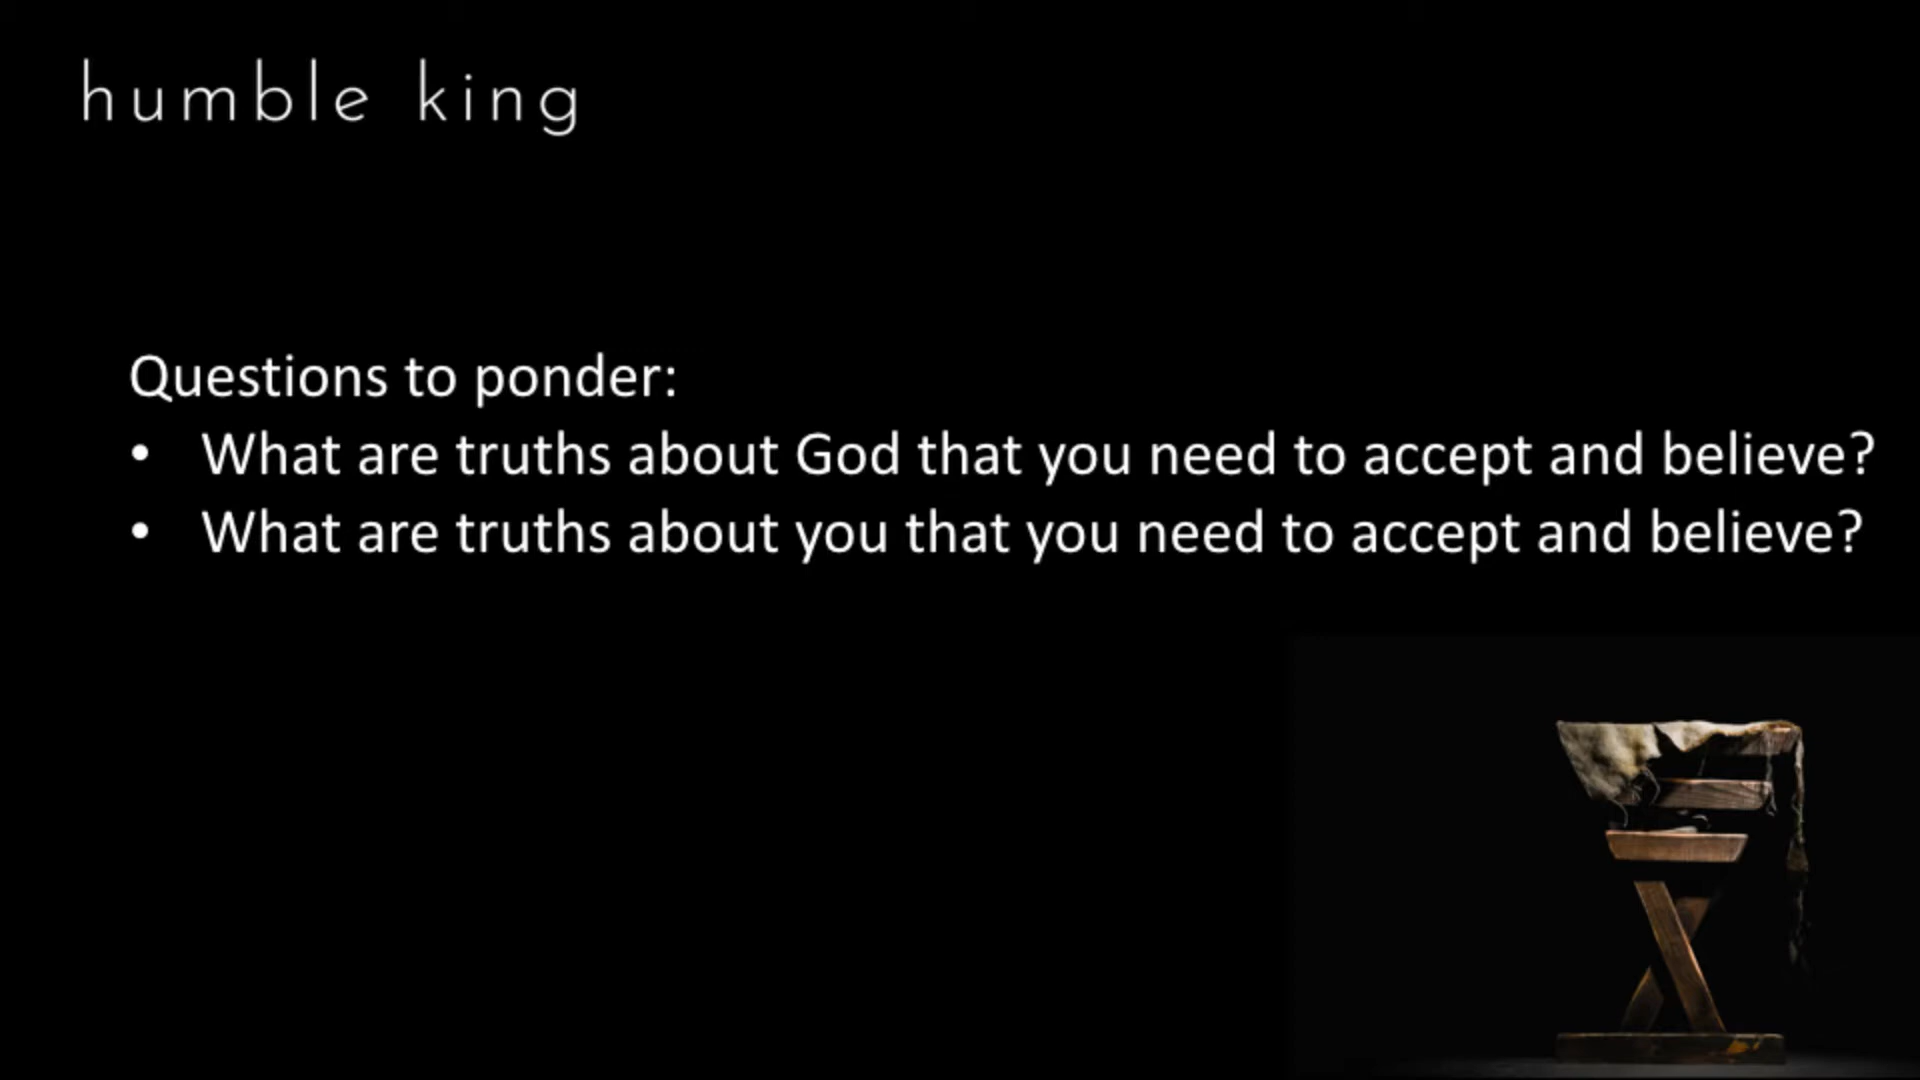 humble king
Questions to ponder:
• What are truths about God that you need to accept and believe?
• What are truths about you that you need to accept and believe?